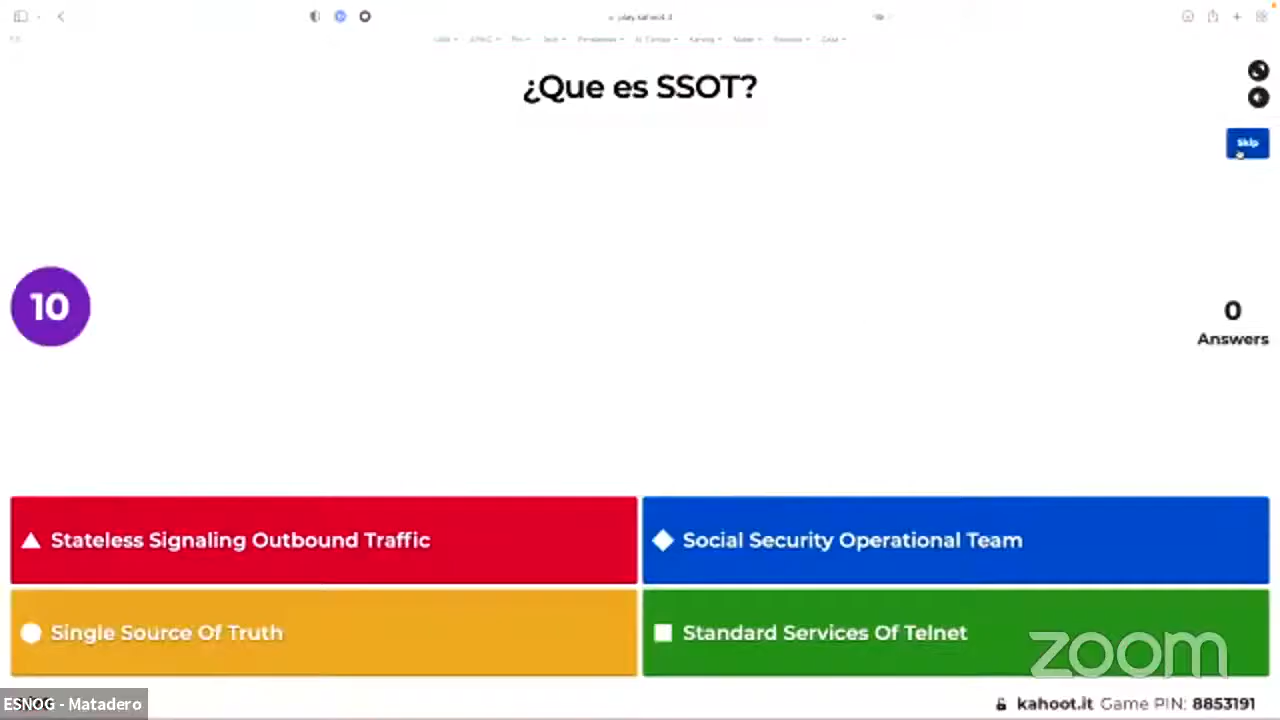 ¿Que es SSOT?
Skip
10
0
Answers
Stateless Signaling Outbound Traffic
Social Security Operational Team
Single Source Of Truth
Standard Services Of Telnet
zoom
ESNOG - Matadero
kahoot.it Game PIN: 8853191